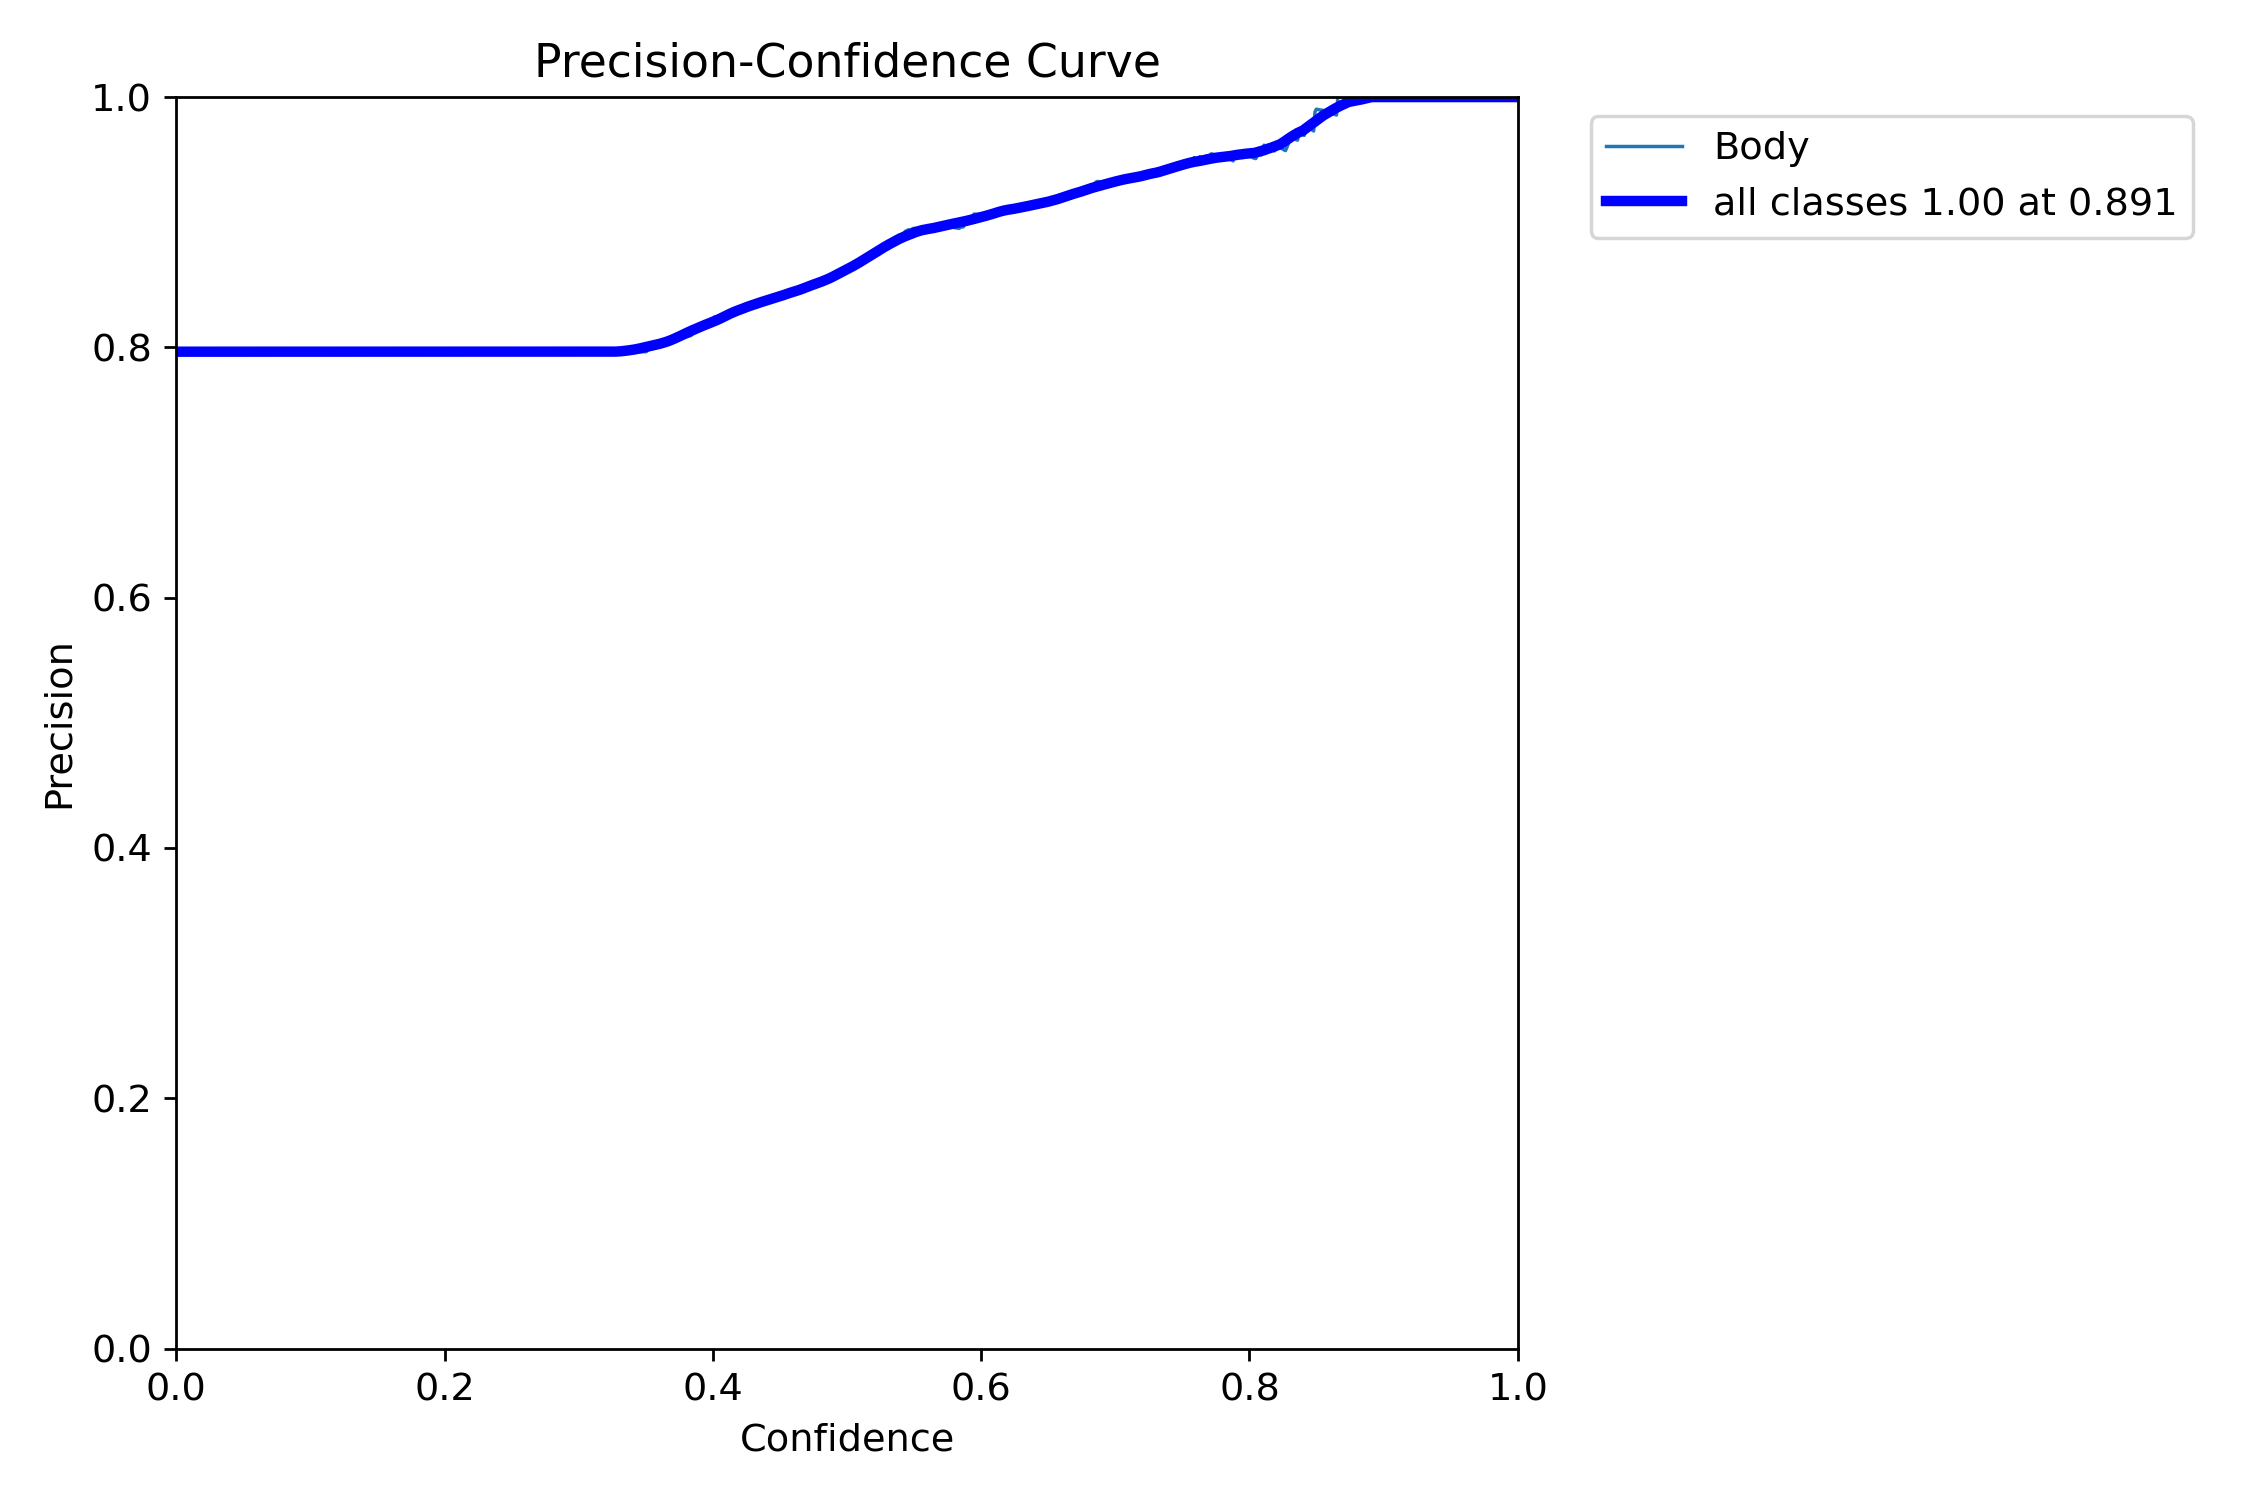 Precision-Confidence Curve
1.0
0.8
0.6
0.4
0.2
0.0
Precision
0.0 0.2 0.4 0.6 0.8 1.0
Confidence
Body
all classes 1.00 at 0.891